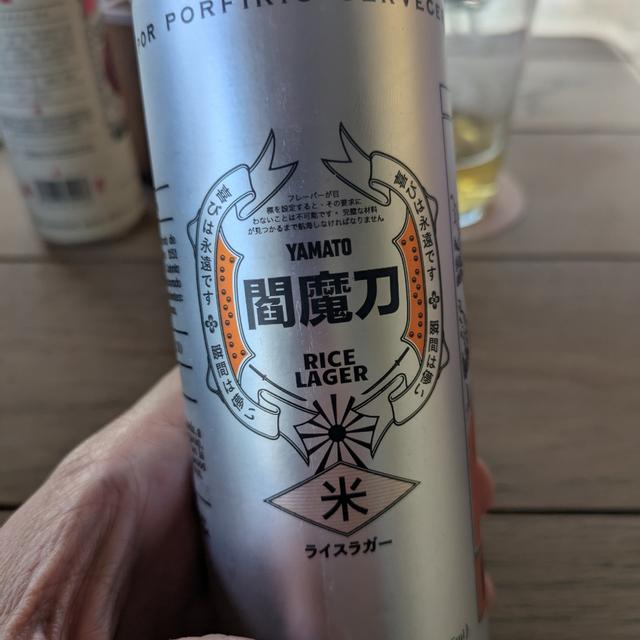 POR PORFIRIO CERVECE
フレーバーが目
標を設定すると、その要求に
わないことは不可能です・完璧な材料
が見つかるまで航海しなければなりません
YAMATO
閻魔刀
RICE
LAGER
喜びは永遠です
瞬間は儚い
喜びは永遠です
瞬間は儚い
米
ライスラガー